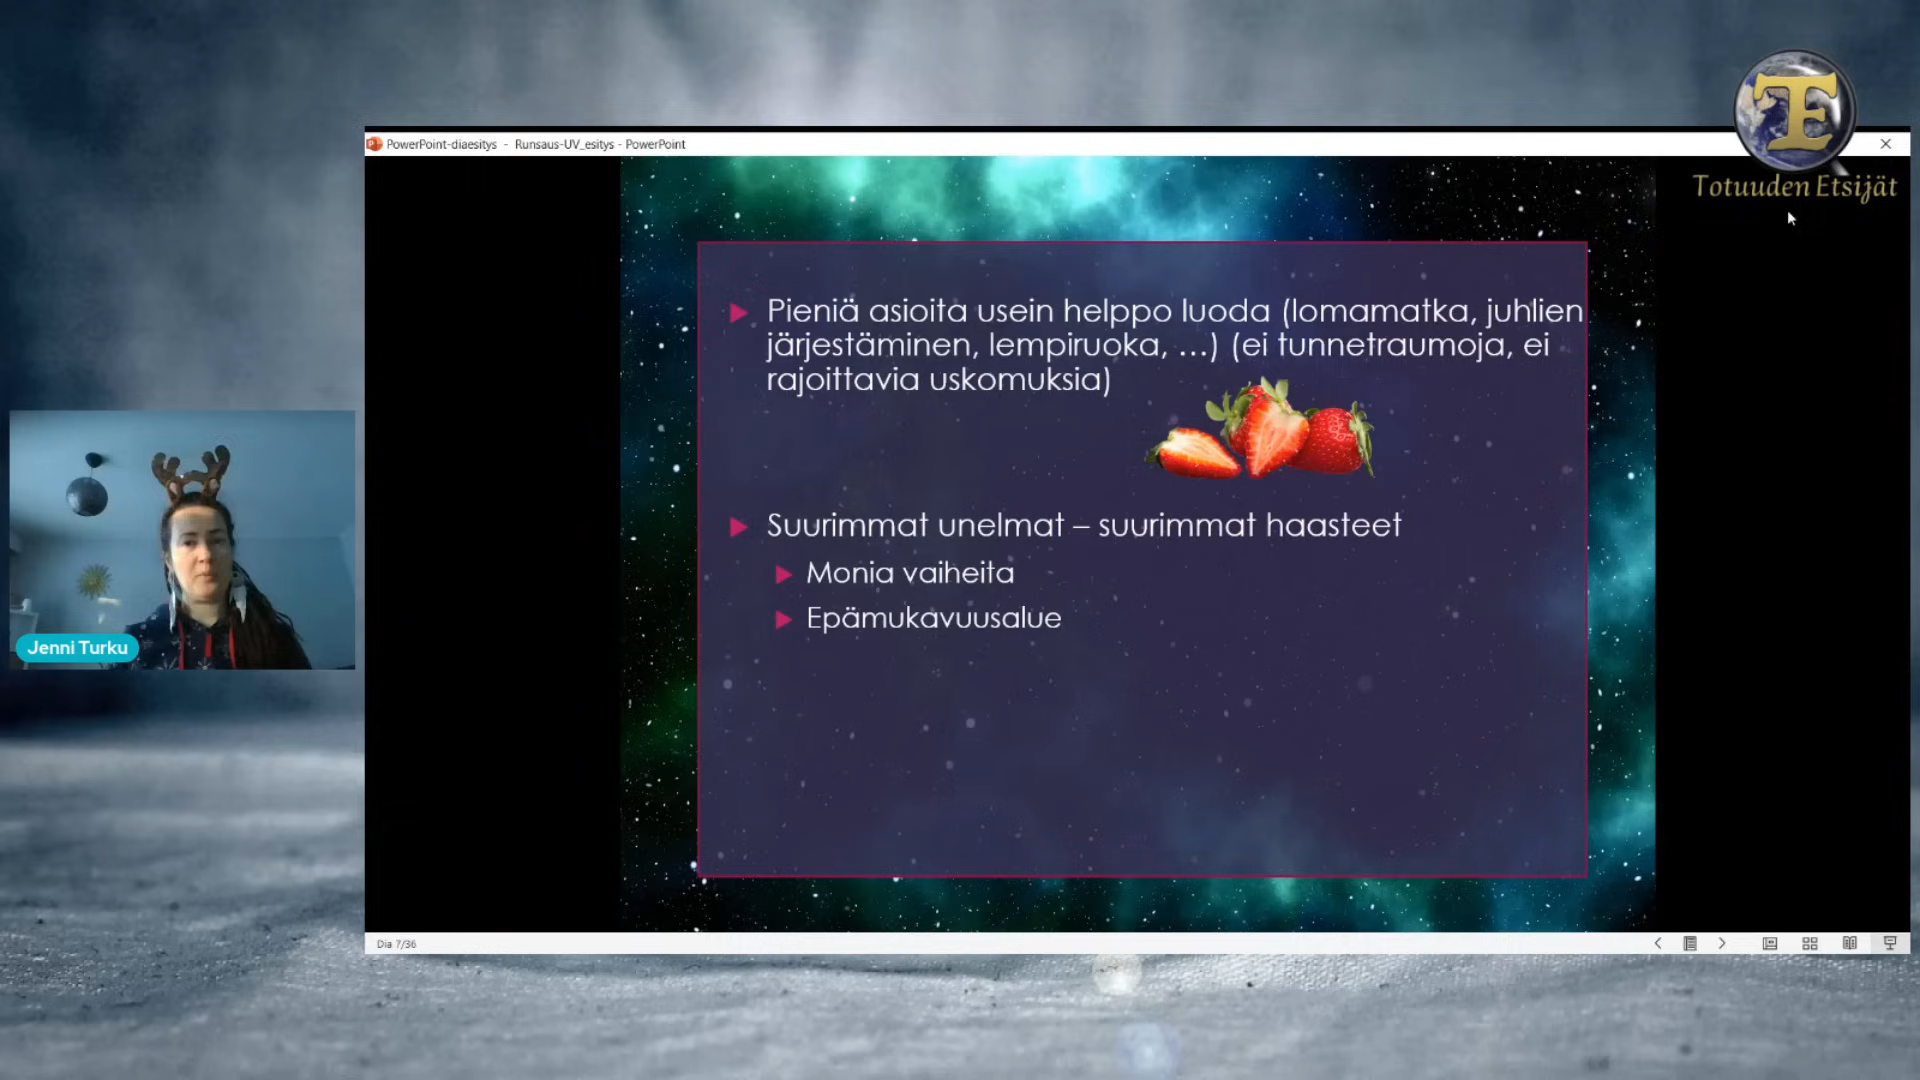 PowerPoint-diaesitys - Runsaus-UV_esitys - PowerPoint
TE
Totuuden Etsijät
Pieniä asioita usein helppo luoda (lomamatka, juhlien
järjestäminen, lempiruoka, ...) (ei tunnetraumoja, ei
rajoittavia uskomuksia)
Suurimmat unelmat – suurimmat haasteet
Monia vaiheita
Epämukavuusalue
Jenni Turku
Dia 7/36